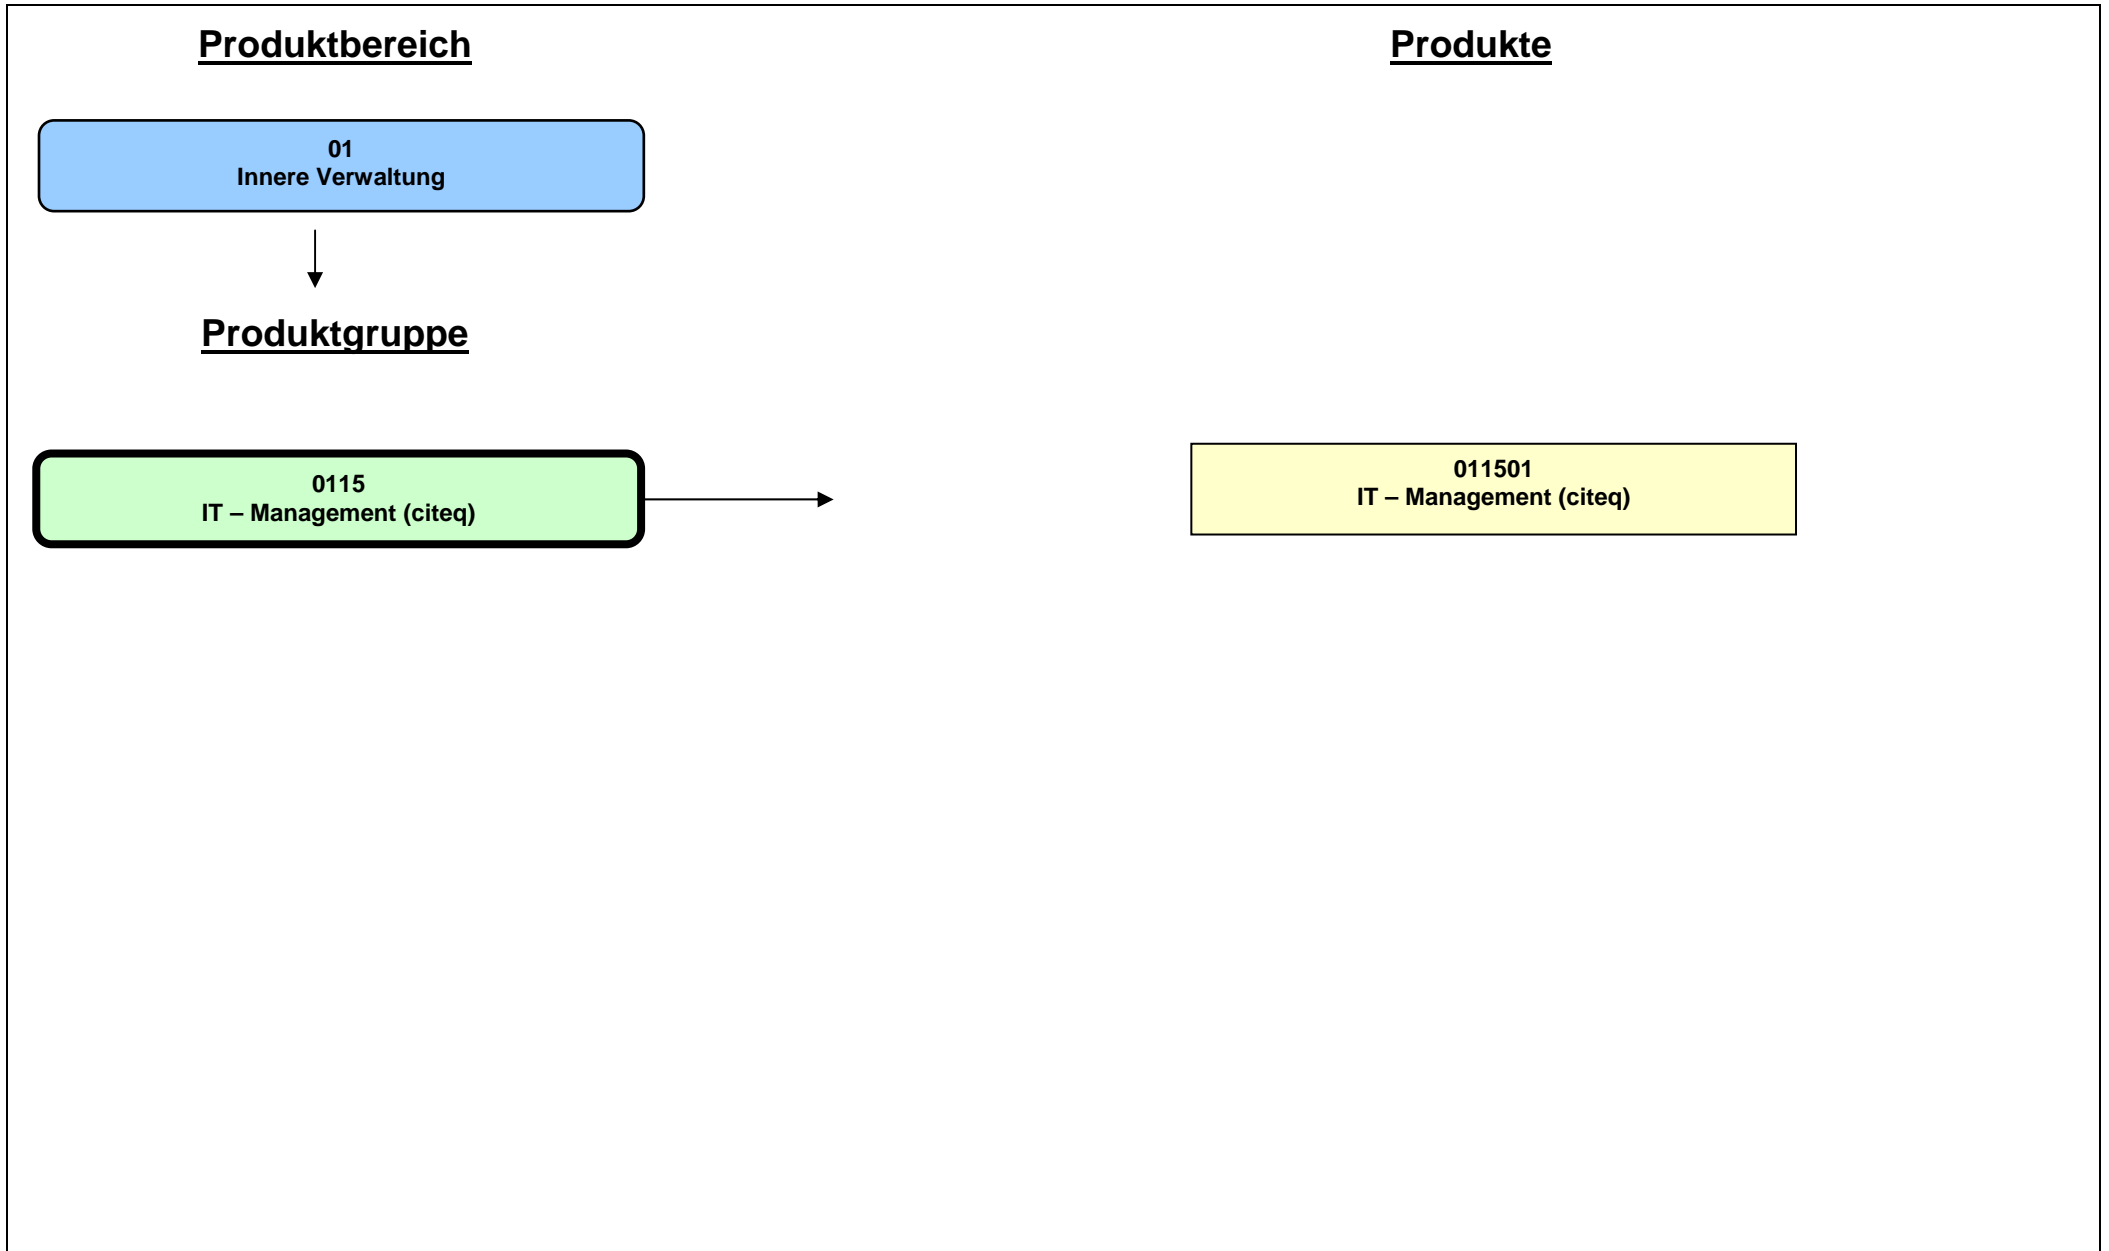 Produktbereich
Produkte
01
Innere Verwaltung
Produktgruppe
0115
IT – Management (citeq)
011501
IT – Management (citeq)